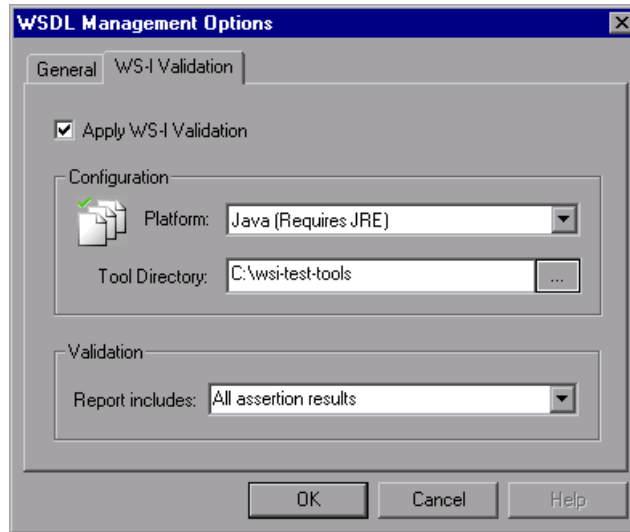 WSDL Management Options
General
WS-I Validation
Apply WS-I Validation
Configuration
Platform: Java (Requires JRE)
Tool Directory: C:\wsi-test-tools ...
Validation
Report includes: All assertion results
OK Cancel Help